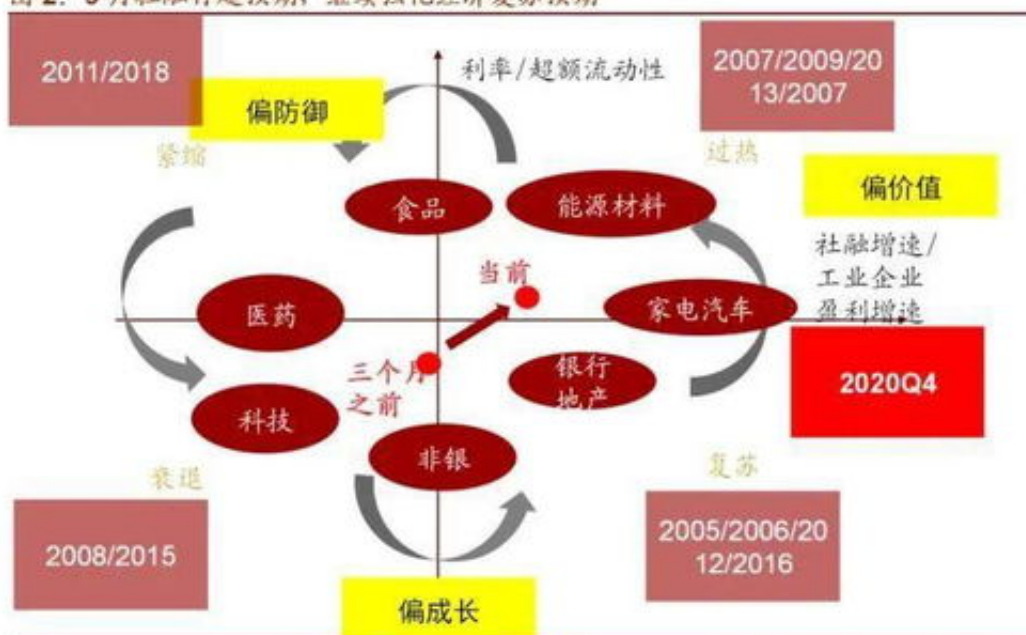 2011/2018
偏防御
利率/超额流动性
2007/2009/20
13/2007
紧缩
过热
偏价值
食品
能源材料
社融增速/
工业企业
盈利增速
当前
医药
家电汽车
三个月
之前
银行
地产
2020Q4
科技
非银
衰退
复苏
2008/2015
2005/2006/20
12/2016
偏成长